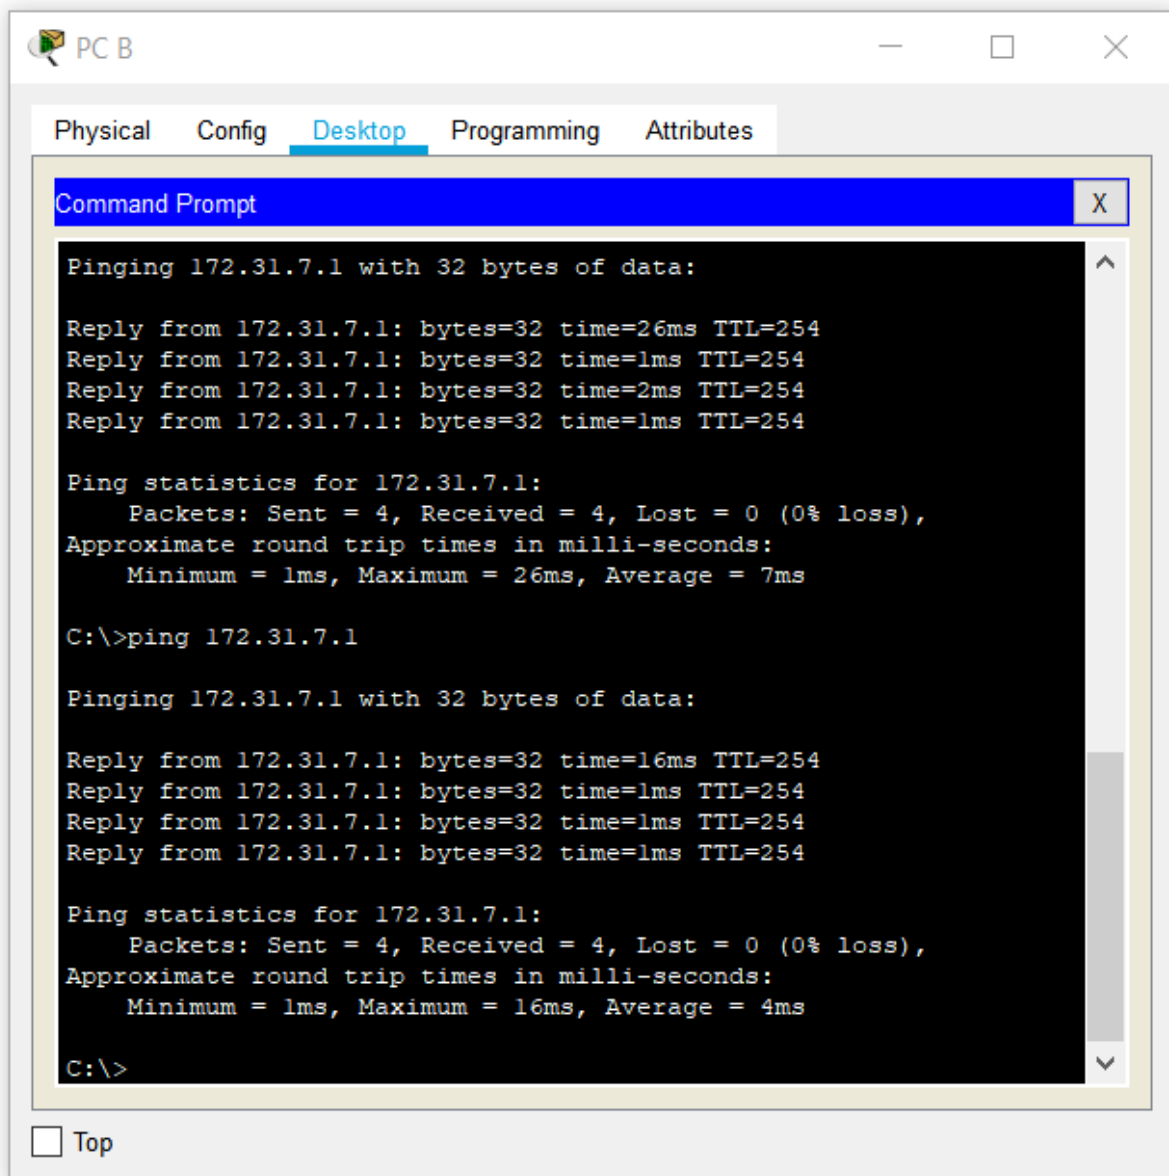 PC B
Physical Config Desktop Programming Attributes
Command Prompt
X
Pinging 172.31.7.1 with 32 bytes of data:
Reply from 172.31.7.1: bytes=32 time=26ms TTL=254
Reply from 172.31.7.1: bytes=32 time=1ms TTL=254
Reply from 172.31.7.1: bytes=32 time=2ms TTL=254
Reply from 172.31.7.1: bytes=32 time=1ms TTL=254
Ping statistics for 172.31.7.1:
Packets: Sent = 4, Received = 4, Lost = 0 (0% loss),
Approximate round trip times in milli-seconds:
Minimum = 1ms, Maximum = 26ms, Average = 7ms
C:\>ping 172.31.7.1
Pinging 172.31.7.1 with 32 bytes of data:
Reply from 172.31.7.1: bytes=32 time=16ms TTL=254
Reply from 172.31.7.1: bytes=32 time=1ms TTL=254
Reply from 172.31.7.1: bytes=32 time=1ms TTL=254
Reply from 172.31.7.1: bytes=32 time=1ms TTL=254
Ping statistics for 172.31.7.1:
Packets: Sent = 4, Received = 4, Lost = 0 (0% loss),
Approximate round trip times in milli-seconds:
Minimum = 1ms, Maximum = 16ms, Average = 4ms
C:\>
Top